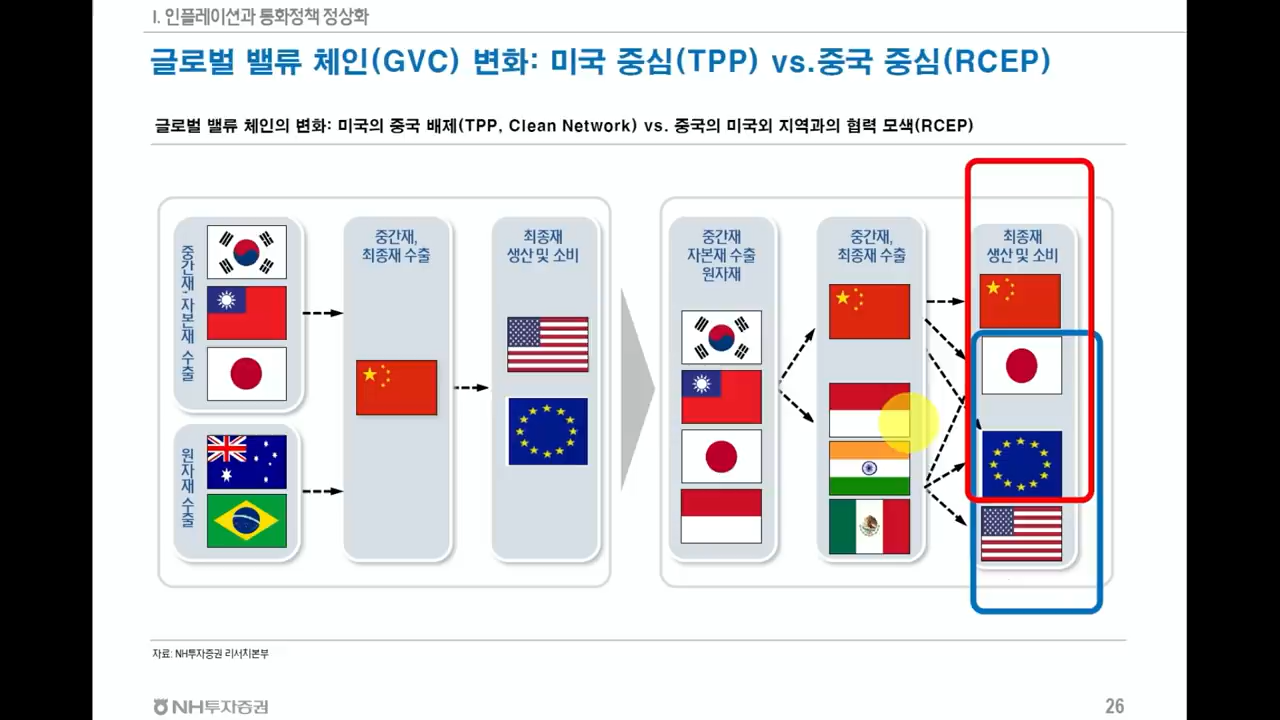 I. 인플레이션과 통화정책 정상화
글로벌 밸류 체인(GVC) 변화: 미국 중심(TPP) vs.중국 중심(RCEP)
글로벌 밸류 체인의 변화: 미국의 중국 배제(TPP, Clean Network) vs. 중국의 미국외 지역과의 협력 모색(RCEP)
중간재·자본재 수출
원자재 수출
중간재,
최종재 수출
최종재
생산 및 소비
중간재
자본재 수출
원자재
중간재,
최종재 수출
최종재
생산 및 소비
자료: NH투자증권 리서치본부
NH투자증권
26